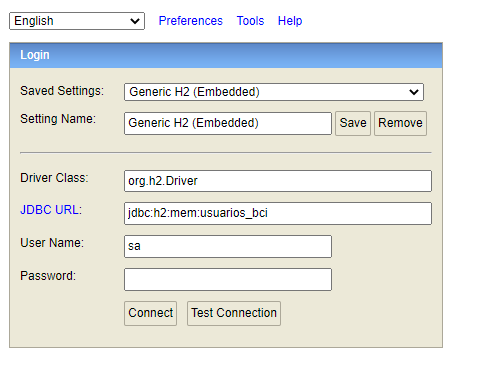 English Preferences Tools Help
Login
Saved Settings: Generic H2 (Embedded)
Setting Name: Generic H2 (Embedded) Save Remove
Driver Class: org.h2.Driver
JDBC URL: jdbc:h2:mem:usuarios_bci
User Name: sa
Password:
Connect Test Connection